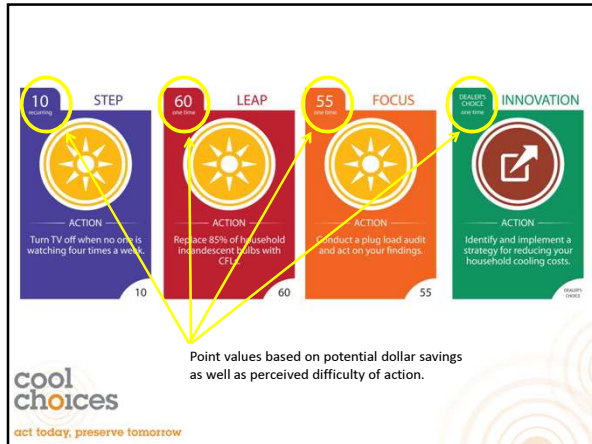 10
recurring
STEP
ACTION
Turn TV off when no one is
watching four times a week.
10
60
one time
LEAP
ACTION
Replace 85% of household
incandescent bulbs with
CFLs.
60
55
one time
FOCUS
ACTION
Conduct a plug load audit
and act on your findings.
55
DEALER'S
CHOICE
one time
INNOVATION
ACTION
Identify and implement a
strategy for reducing your
household cooling costs.
DEALER'S
CHOICE
Point values based on potential dollar savings
as well as perceived difficulty of action.
cool
choices
act today, preserve tomorrow